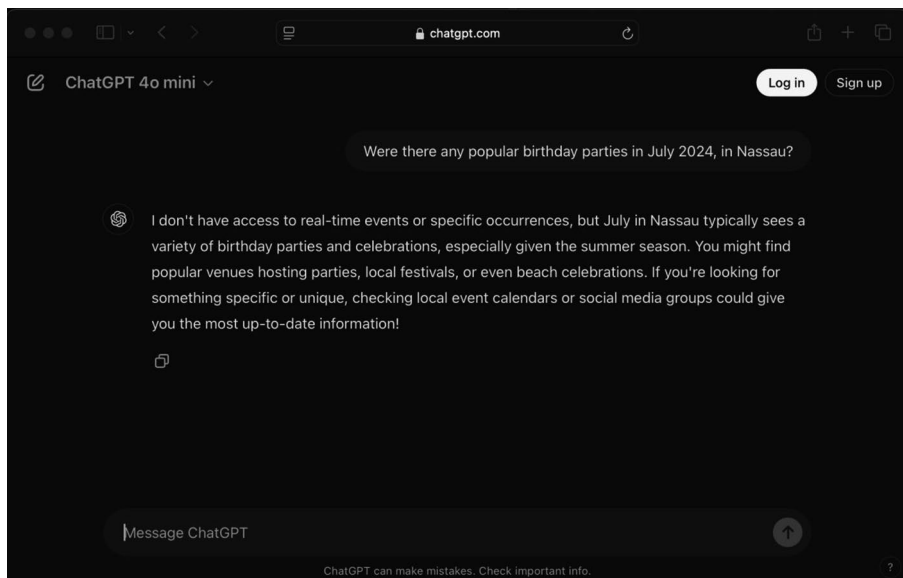 chatgpt.com
ChatGPT 4o mini
Log in
Sign up
Were there any popular birthday parties in July 2024, in Nassau?
I don't have access to real-time events or specific occurrences, but July in Nassau typically sees a
variety of birthday parties and celebrations, especially given the summer season. You might find
popular venues hosting parties, local festivals, or even beach celebrations. If you're looking for
something specific or unique, checking local event calendars or social media groups could give
you the most up-to-date information!
Message ChatGPT
ChatGPT can make mistakes. Check important info.
?